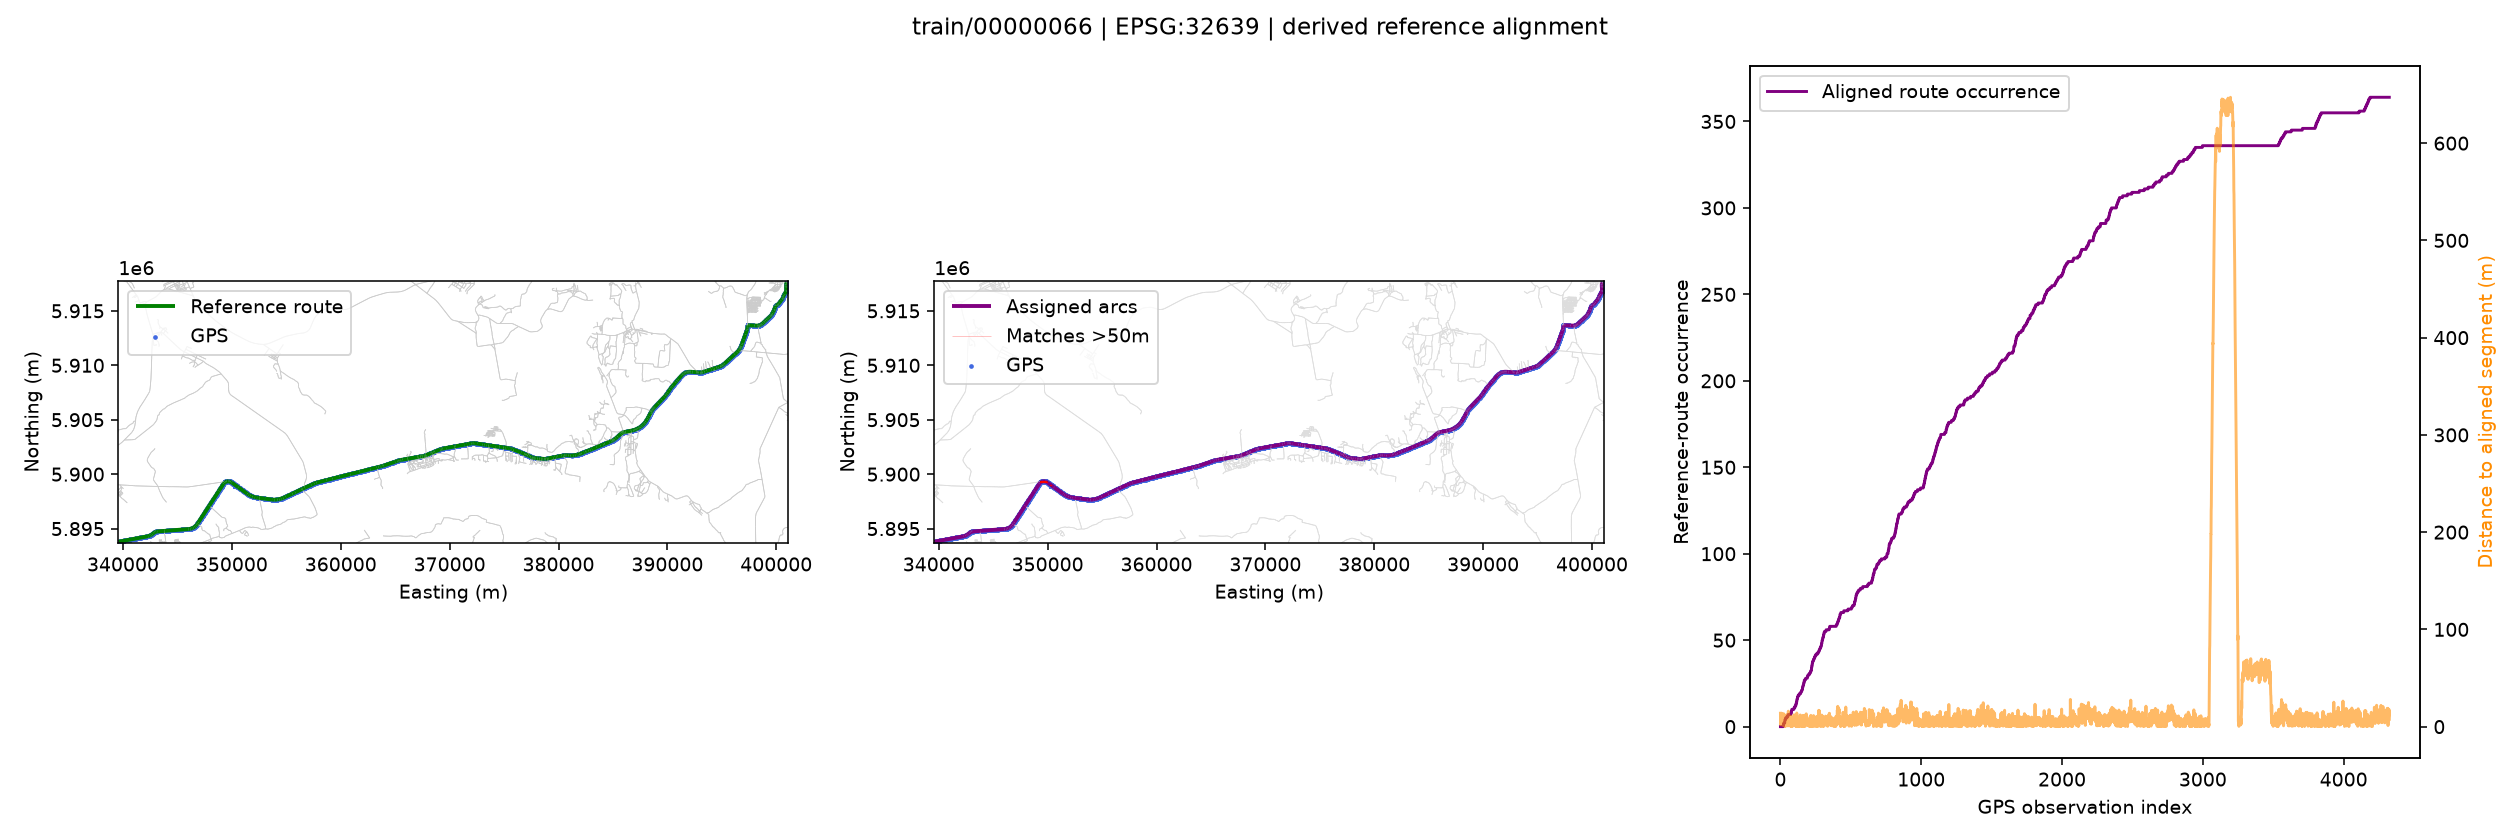 train/00000066 | EPSG:32639 | derived reference alignment
1e6
Reference route
GPS
5.915
5.910
5.905
5.900
5.895
Northing (m)
340000 350000 360000 370000 380000 390000 400000
Easting (m)
1e6
Assigned arcs
Matches >50m
GPS
5.915
5.910
5.905
5.900
5.895
Northing (m)
340000 350000 360000 370000 380000 390000 400000
Easting (m)
Aligned route occurrence
350
300
250
200
150
100
50
0
Reference-route occurrence
600
500
400
300
200
100
0
Distance to aligned segment (m)
0 1000 2000 3000 4000
GPS observation index